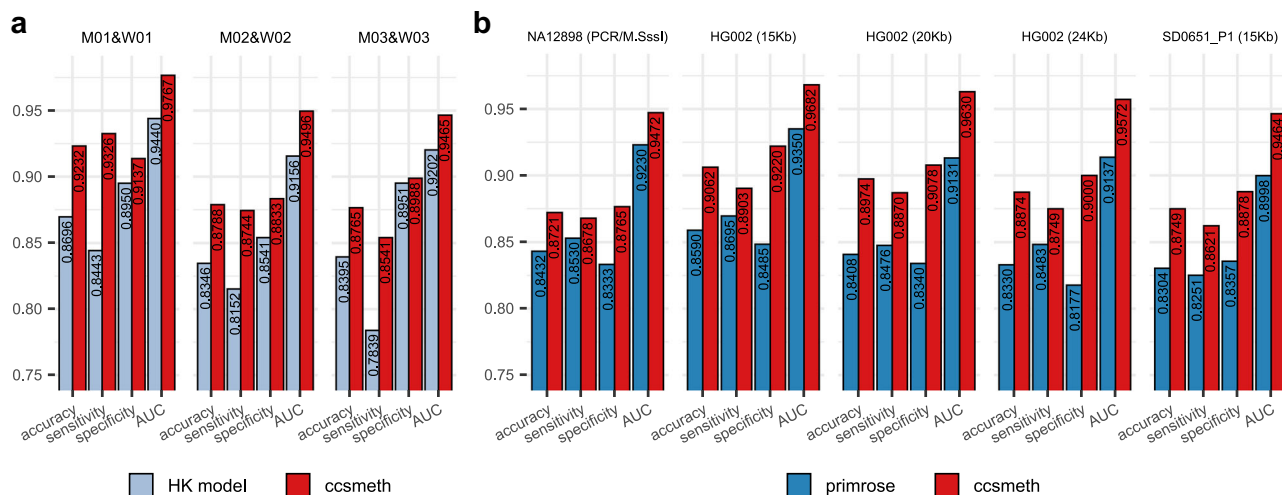 a
M01&W01
M02&W02
M03&W03
0.95
0.90
0.85
0.80
0.75
0.8696
0.9232
0.8443
0.9326
0.8950
0.9137
0.9440
0.9767
0.8346
0.8788
0.8152
0.8744
0.8541
0.8833
0.9156
0.9496
0.8395
0.8765
0.7839
0.8541
0.8951
0.8988
0.9202
0.9465
accuracy
sensitivity
specificity
AUC
accuracy
sensitivity
specificity
AUC
accuracy
sensitivity
specificity
AUC
HK model
ccsmeth
b
NA12898 (PCR/M.SssI)
HG002 (15Kb)
HG002 (20Kb)
HG002 (24Kb)
SD0651_P1 (15Kb)
0.95
0.90
0.85
0.80
0.75
0.8432
0.8721
0.8530
0.8678
0.8333
0.8765
0.9230
0.9472
0.8590
0.9062
0.8695
0.8903
0.8485
0.9220
0.9350
0.9682
0.8408
0.8974
0.8476
0.8870
0.8340
0.9078
0.9131
0.9630
0.8330
0.8874
0.8483
0.8749
0.8177
0.9000
0.9137
0.9572
0.8304
0.8749
0.8251
0.8621
0.8357
0.8878
0.8998
0.9464
accuracy
sensitivity
specificity
AUC
accuracy
sensitivity
specificity
AUC
accuracy
sensitivity
specificity
AUC
accuracy
sensitivity
specificity
AUC
accuracy
sensitivity
specificity
AUC
primrose
ccsmeth